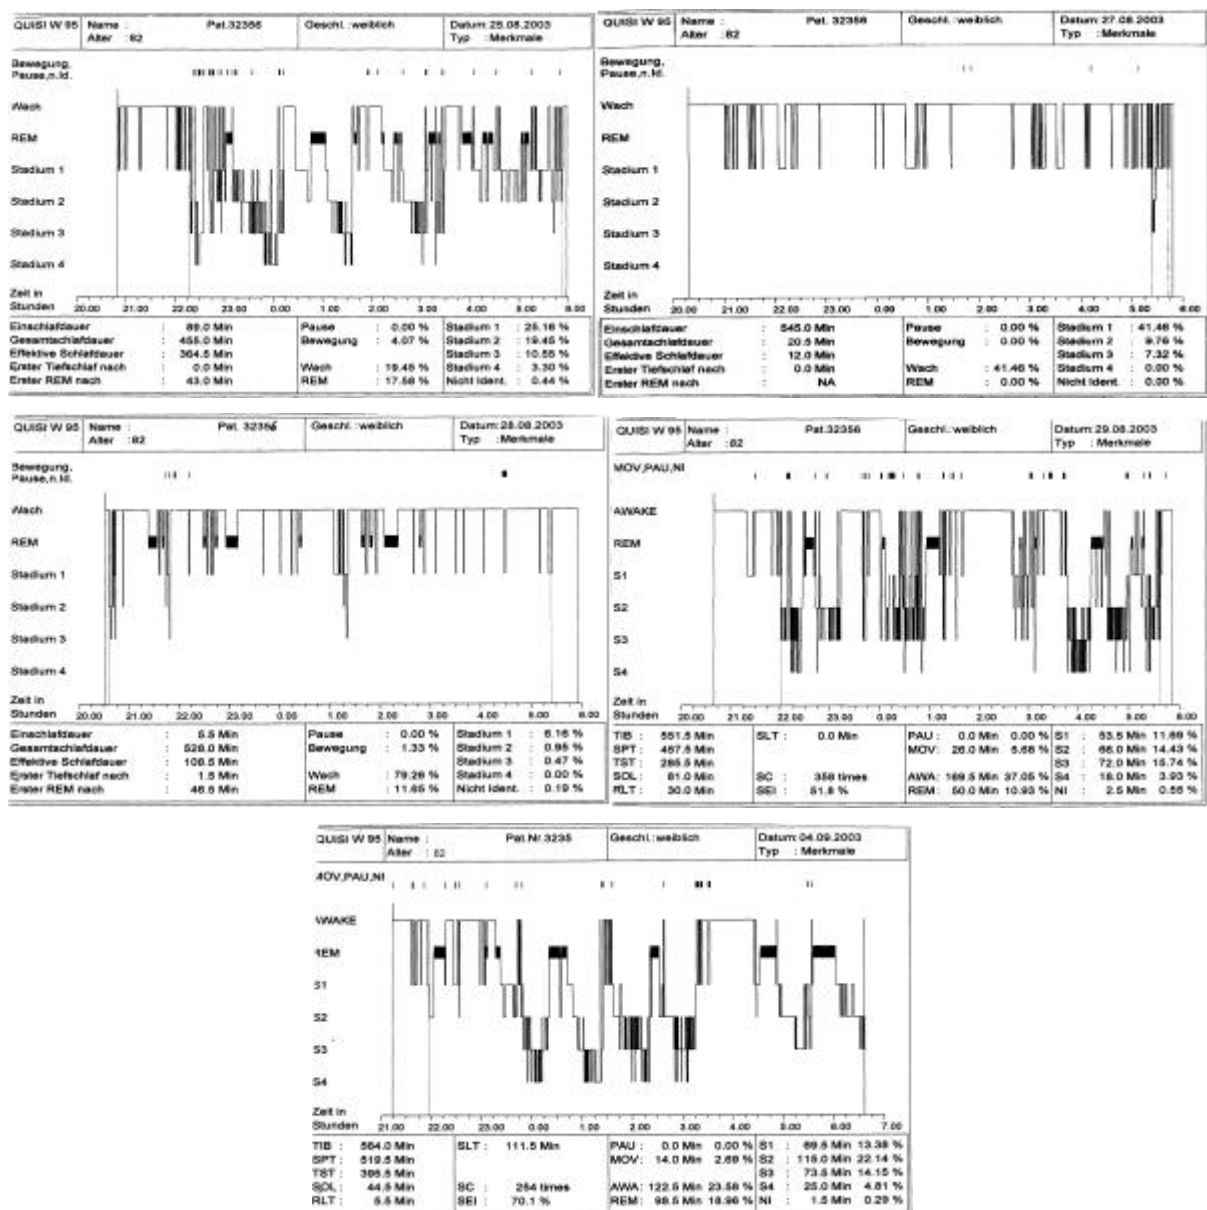 QUISI W 95 Name : Pat.32356 Geschl.:weiblich Datum:25.08.2003
Alter :82 Typ :Merkmale
Bewegung,
Pause,n.Id.
Wach
REM
Stadium 1
Stadium 2
Stadium 3
Stadium 4
Zeit in
Stunden 20.00 21.00 22.00 23.00 0.00 1.00 2.00 3.00 4.00 5.00 6.00
Einschlafdauer : 89.0 Min Pause : 0.00 % Stadium 1 : 25.16 %
Gesamtschlafdauer : 455.0 Min Bewegung : 4.07 % Stadium 2 : 19.45 %
Effektive Schlafdauer : 364.5 Min Stadium 3 : 10.55 %
Erster Tiefschlaf nach : 0.0 Min Wach : 19.45 % Stadium 4 : 3.30 %
Erster REM nach : 43.0 Min REM : 17.58 % Nicht Ident. : 0.44 %
QUISI W 95 Name : Pat. 32356 Geschl.:weiblich Datum:27.08.2003
Alter :82 Typ :Merkmale
Bewegung,
Pause,n.Id.
Wach
REM
Stadium 1
Stadium 2
Stadium 3
Stadium 4
Zeit in
Stunden 20.00 21.00 22.00 23.00 0.00 1.00 2.00 3.00 4.00 5.00 6.00
Einschlafdauer : 545.0 Min Pause : 0.00 % Stadium 1 : 41.46 %
Gesamtschlafdauer : 20.5 Min Bewegung : 0.00 % Stadium 2 : 9.76 %
Effektive Schlafdauer : 12.0 Min Stadium 3 : 7.32 %
Erster Tiefschlaf nach : 0.0 Min Wach : 41.46 % Stadium 4 : 0.00 %
Erster REM nach : NA REM : 0.00 % Nicht Ident. : 0.00 %
QUISI W 95 Name : Pat. 32356 Geschl.:weiblich Datum:28.08.2003
Alter :82 Typ :Merkmale
Bewegung,
Pause,n.Id.
Wach
REM
Stadium 1
Stadium 2
Stadium 3
Stadium 4
Zeit in
Stunden 20.00 21.00 22.00 23.00 0.00 1.00 2.00 3.00 4.00 5.00 6.00
Einschlafdauer : 5.5 Min Pause : 0.00 % Stadium 1 : 6.16 %
Gesamtschlafdauer : 528.0 Min Bewegung : 1.33 % Stadium 2 : 0.95 %
Effektive Schlafdauer : 108.5 Min Stadium 3 : 0.47 %
Erster Tiefschlaf nach : 1.5 Min Wach : 79.26 % Stadium 4 : 0.00 %
Erster REM nach : 46.5 Min REM : 11.65 % Nicht Ident. : 0.19 %
QUISI W 95 Name : Pat.32356 Geschl.:weiblich Datum:29.08.2003
Alter :82 Typ :Merkmale
MOV,PAU,NI
AWAKE
REM
S1
S2
S3
S4
Zeit in
Stunden 20.00 21.00 22.00 23.00 0.00 1.00 2.00 3.00 4.00 5.00 6.00
TIB : 551.5 Min SLT : 0.0 Min PAU : 0.0 Min 0.00 % S1 : 53.5 Min 11.69 %
SPT : 457.5 Min MOV: 26.0 Min 5.68 % S2 : 66.0 Min 14.43 %
TST : 285.5 Min S3 : 72.0 Min 15.74 %
SOL : 81.0 Min SC : 358 times AWA: 169.5 Min 37.05 % S4 : 18.0 Min 3.93 %
RLT : 30.0 Min SEI : 51.8 % REM: 50.0 Min 10.93 % NI : 2.5 Min 0.55 %
QUISI W 95 Name : Pat.Nr.3235 Geschl.:weiblich Datum:04.09.2003
Alter : 82 Typ : Merkmale
MOV,PAU,NI
AWAKE
REM
S1
S2
S3
S4
Zeit in
Stunden 21.00 22.00 23.00 0.00 1.00 2.00 3.00 4.00 5.00 6.00 7.00
TIB : 564.0 Min SLT : 111.5 Min PAU : 0.0 Min 0.00 % S1 : 69.5 Min 13.38 %
SPT : 519.5 Min MOV: 14.0 Min 2.69 % S2 : 115.0 Min 22.14 %
TST : 395.5 Min S3 : 73.5 Min 14.15 %
SOL : 44.5 Min SC : 254 times AWA: 122.5 Min 23.58 % S4 : 25.0 Min 4.81 %
RLT : 5.5 Min SEI : 70.1 % REM: 98.5 Min 18.96 % NI : 1.5 Min 0.29 %